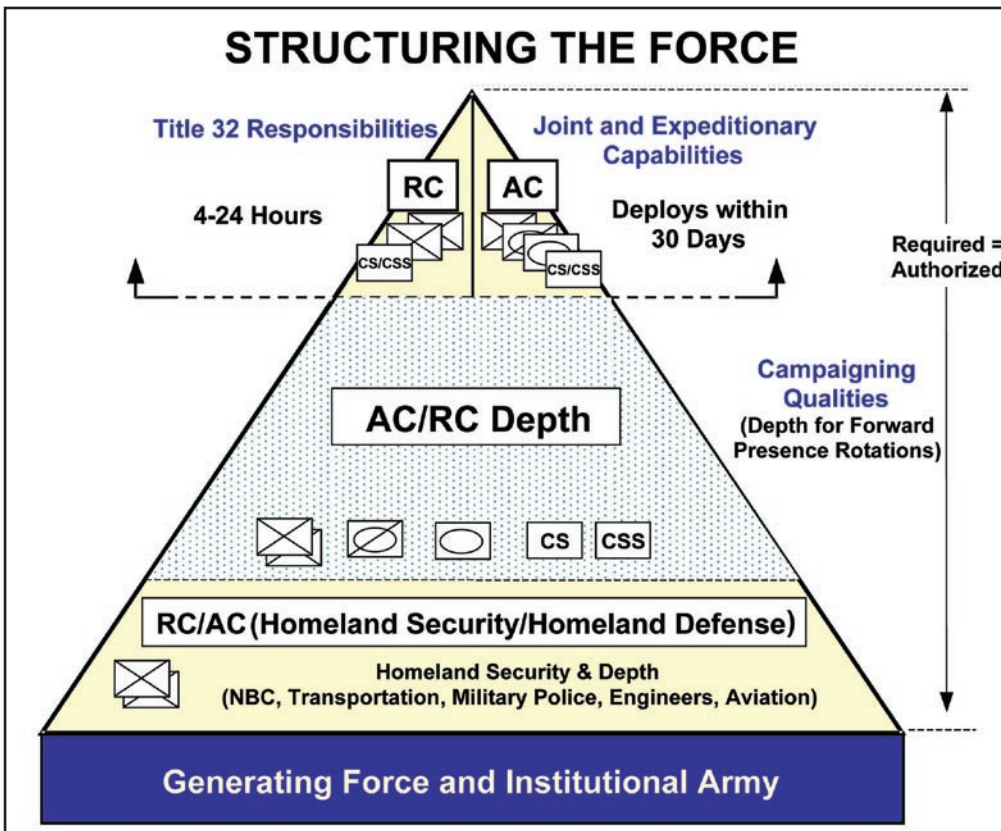 STRUCTURING THE FORCE
Title 32 Responsibilities
Joint and Expeditionary
Capabilities
RC
AC
4-24 Hours
Deploys within
30 Days
CS/CSS
CS/CSS
Required =
Authorized
Campaigning
Qualities
(Depth for Forward
Presence Rotations)
AC/RC Depth
CS
CSS
RC/AC (Homeland Security/Homeland Defense)
Homeland Security & Depth
(NBC, Transportation, Military Police, Engineers, Aviation)
Generating Force and Institutional Army